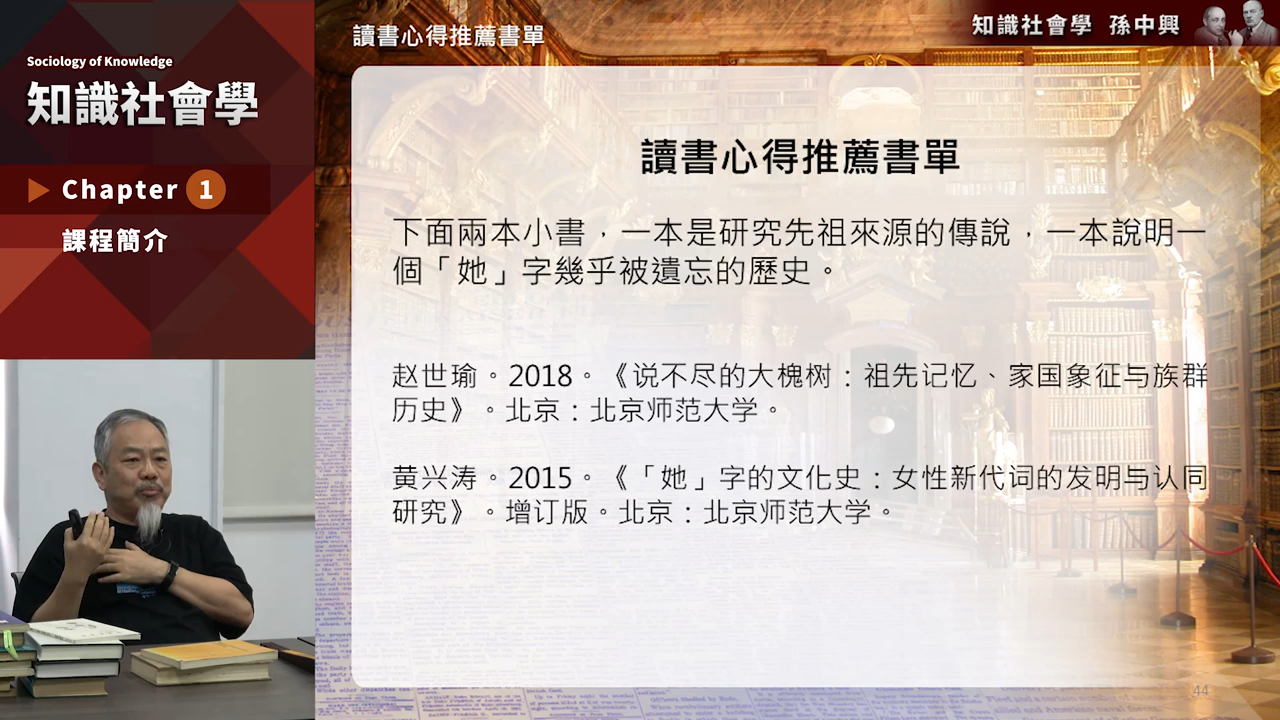 Sociology of Knowledge
知識社會學
Chapter 1
課程簡介
讀書心得推薦書單
知識社會學 孫中興
讀書心得推薦書單
下面兩本小書，一本是研究先祖來源的傳說，一本說明一
個「她」字幾乎被遺忘的歷史。
赵世瑜。2018。《说不尽的大槐树：祖先记忆、家国象征与族群
历史》。北京：北京师范大学。
黄兴涛。2015。《「她」字的文化史：女性新代词的发明与认同
研究》。增订版。北京：北京师范大学。
44